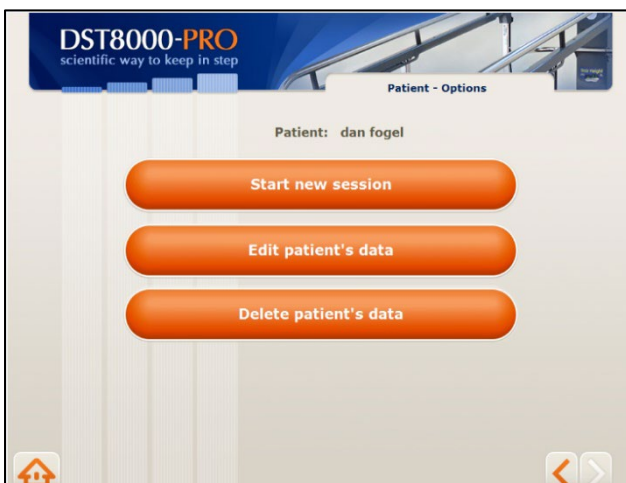 DST8000-PRO
scientific way to keep in step
Patient - Options
Patient: dan fogel
Start new session
Edit patient's data
Delete patient's data